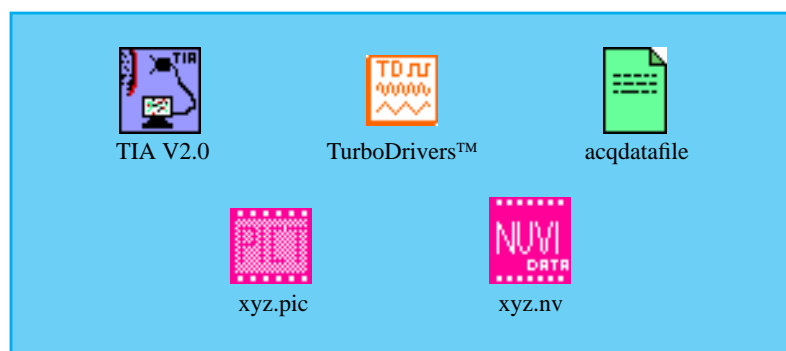 TIA
TD
TIA V2.0
TurboDrivers™
acqdatafile
PICT
NUVI
DATA
xyz.pic
xyz.nv